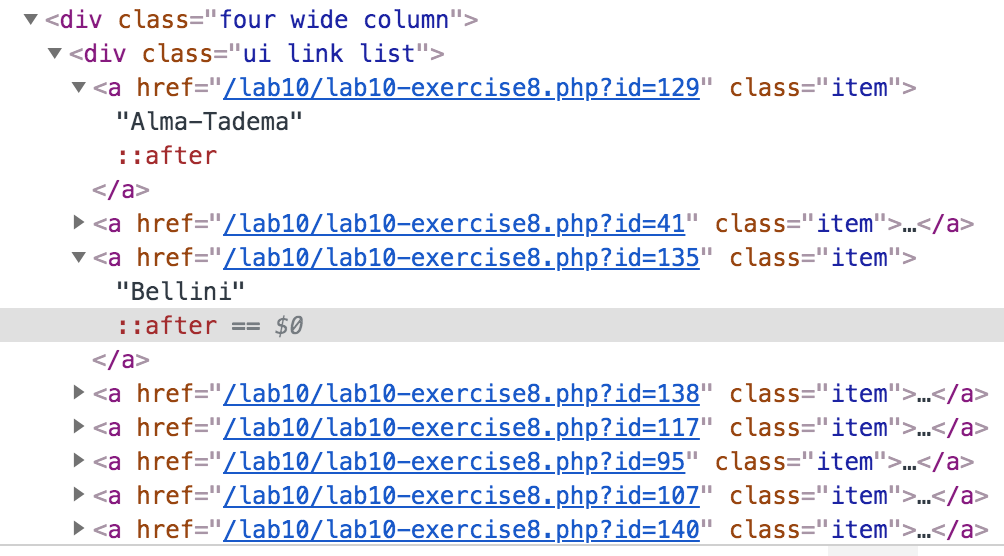 ▼<div class="four wide column">
▼<div class="ui link list">
▼<a href="/lab10/lab10-exercise8.php?id=129" class="item">
"Alma-Tadema"
::after
</a>
▶<a href="/lab10/lab10-exercise8.php?id=41" class="item">…</a>
▼<a href="/lab10/lab10-exercise8.php?id=135" class="item">
"Bellini"
::after == $0
</a>
▶<a href="/lab10/lab10-exercise8.php?id=138" class="item">…</a>
▶<a href="/lab10/lab10-exercise8.php?id=117" class="item">…</a>
▶<a href="/lab10/lab10-exercise8.php?id=95" class="item">…</a>
▶<a href="/lab10/lab10-exercise8.php?id=107" class="item">…</a>
▶<a href="/lab10/lab10-exercise8.php?id=140" class="item">…</a>